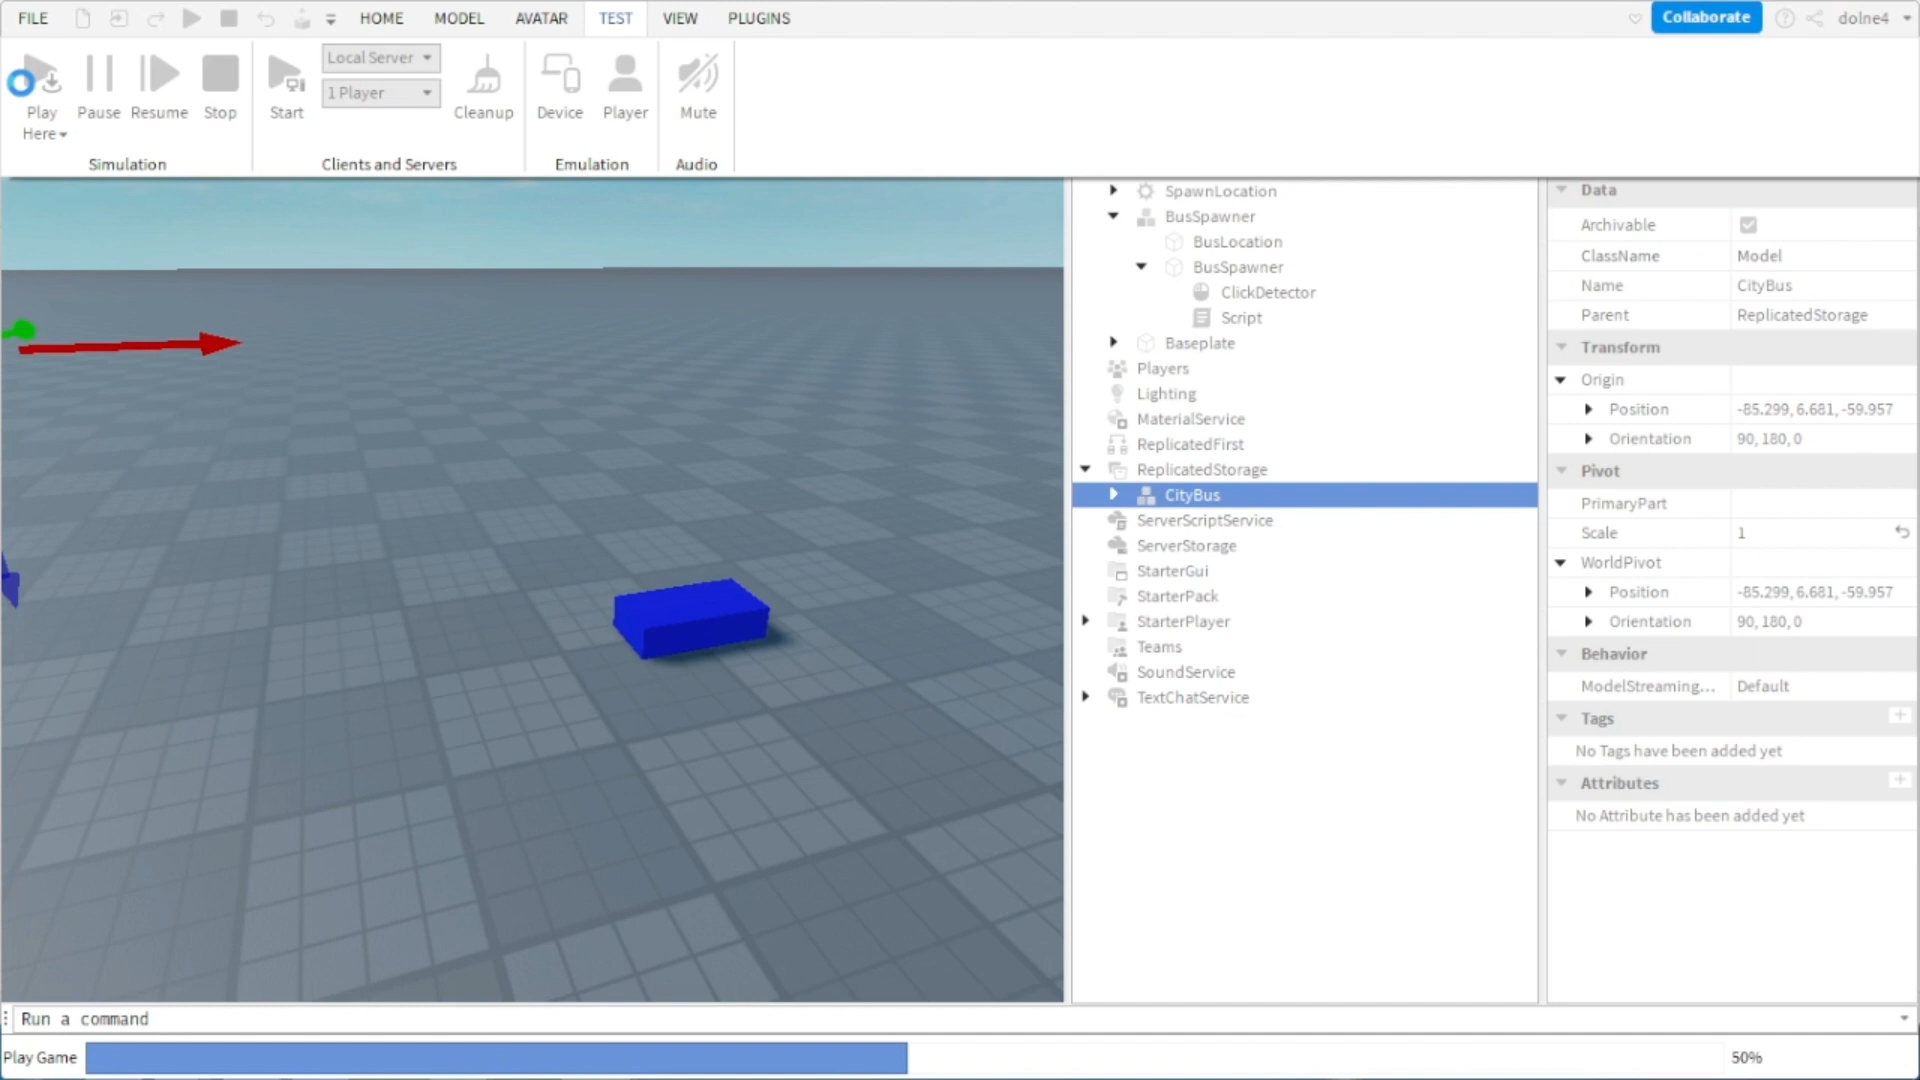 FILE
HOME
MODEL
AVATAR
TEST
VIEW
PLUGINS
Collaborate
dolne4
Play
Here
Pause
Resume
Stop
Start
Local Server
1 Player
Cleanup
Device
Player
Mute
Simulation
Clients and Servers
Emulation
Audio
SpawnLocation
BusSpawner
BusLocation
BusSpawner
ClickDetector
Script
Baseplate
Players
Lighting
MaterialService
ReplicatedFirst
ReplicatedStorage
CityBus
ServerScriptService
ServerStorage
StarterGui
StarterPack
StarterPlayer
Teams
SoundService
TextChatService
Data
Archivable
ClassName Model
Name CityBus
Parent ReplicatedStorage
Transform
Origin
Position -85.299, 6.681, -59.957
Orientation 90, 180, 0
Pivot
PrimaryPart
Scale 1
WorldPivot
Position -85.299, 6.681, -59.957
Orientation 90, 180, 0
Behavior
ModelStreaming... Default
Tags
No Tags have been added yet
Attributes
No Attribute has been added yet
Run a command
Play Game 50%